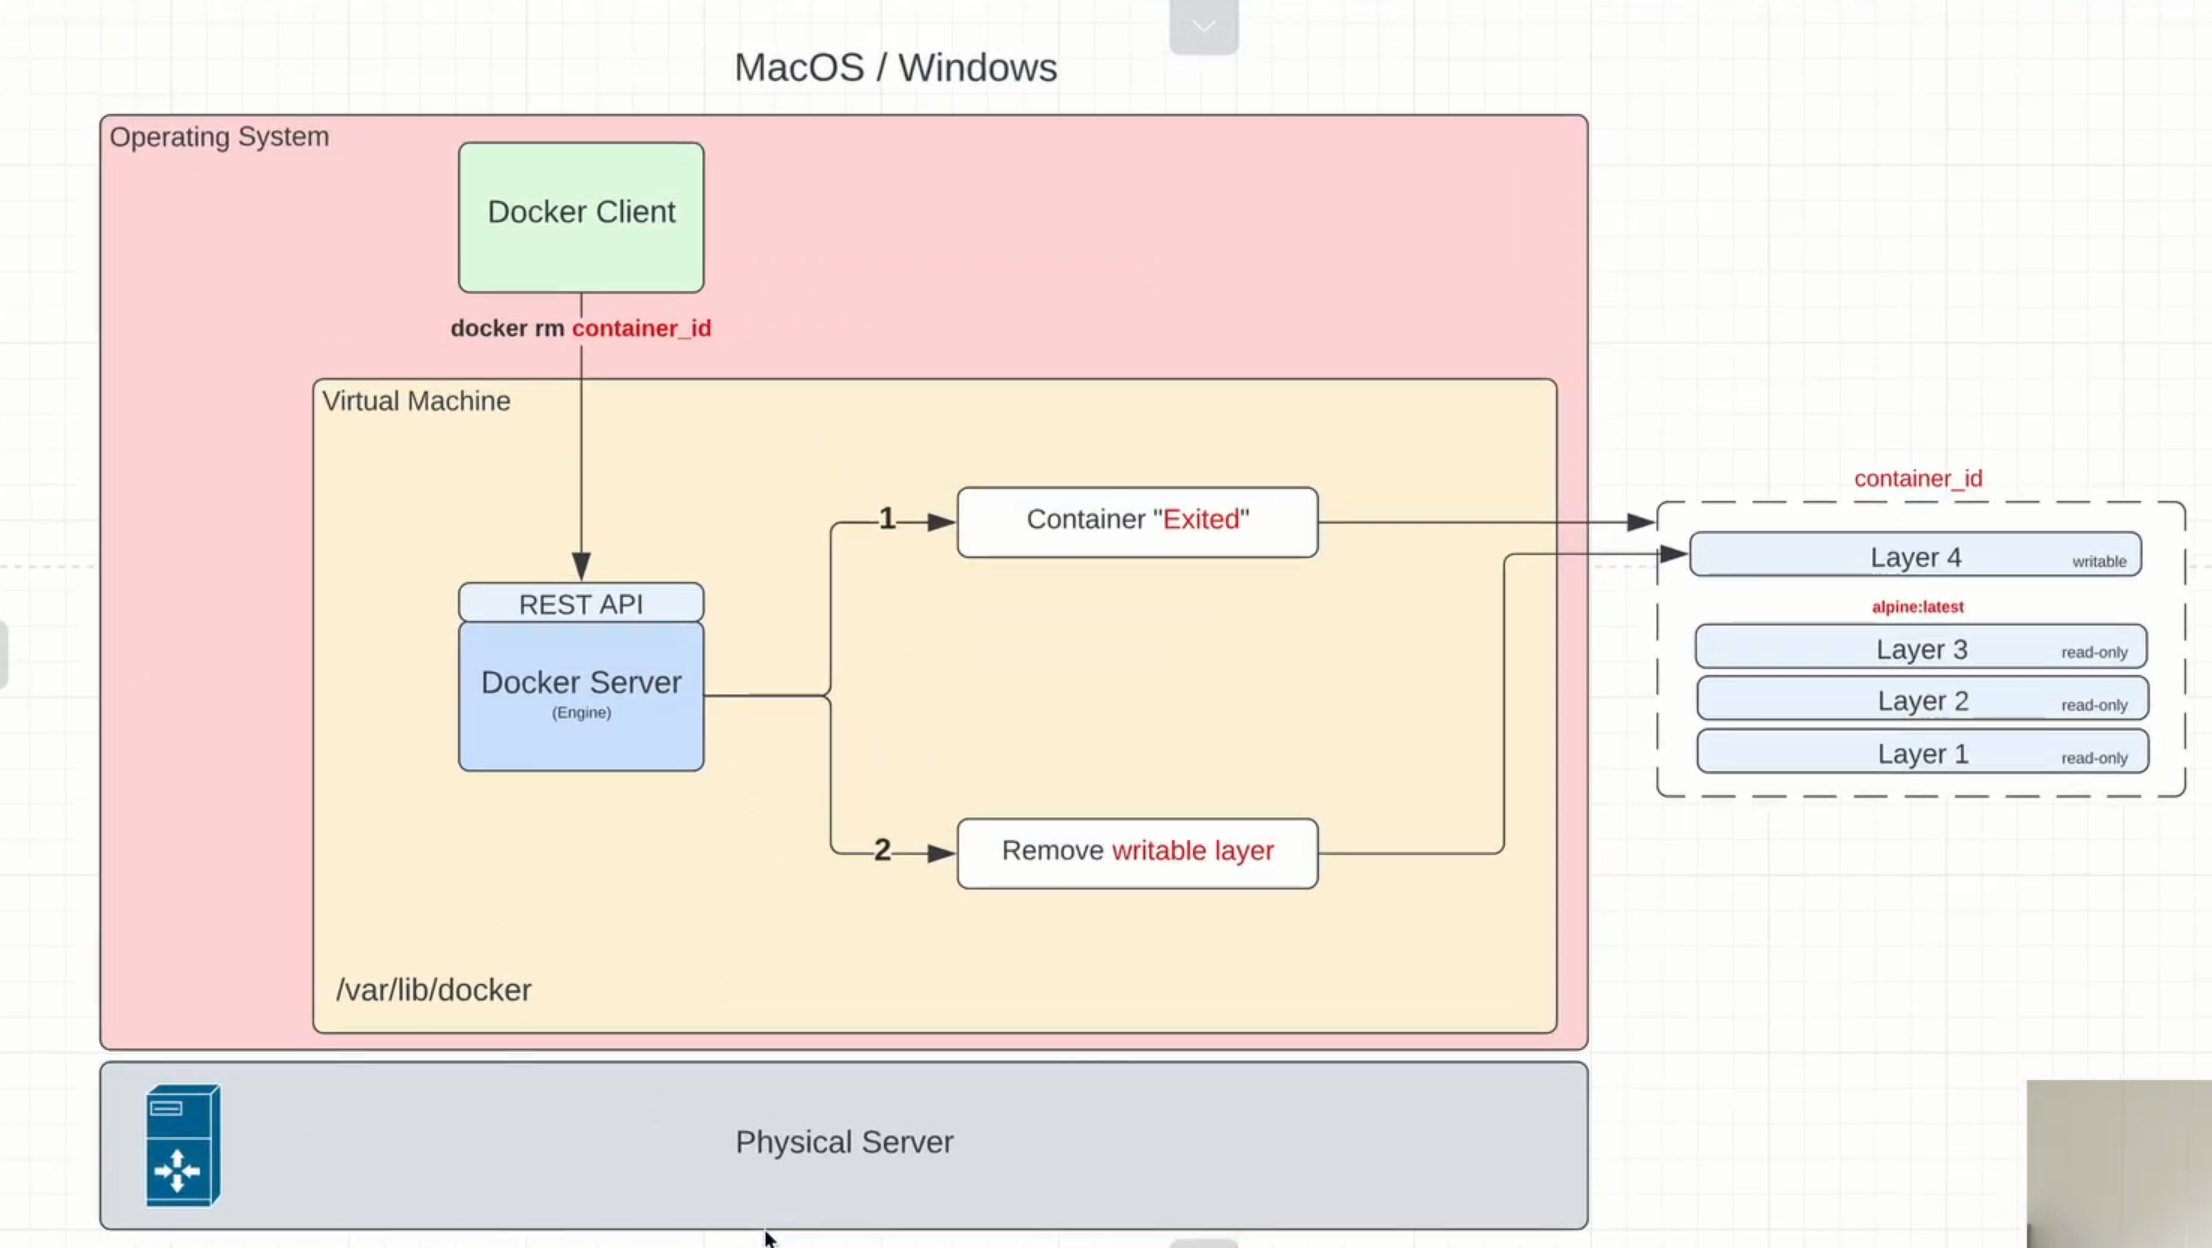 MacOS / Windows
Operating System
Docker Client
docker rm container_id
Virtual Machine
REST API
Docker Server
(Engine)
1
Container "Exited"
2
Remove writable layer
/var/lib/docker
container_id
Layer 4 writable
alpine:latest
Layer 3 read-only
Layer 2 read-only
Layer 1 read-only
Physical Server